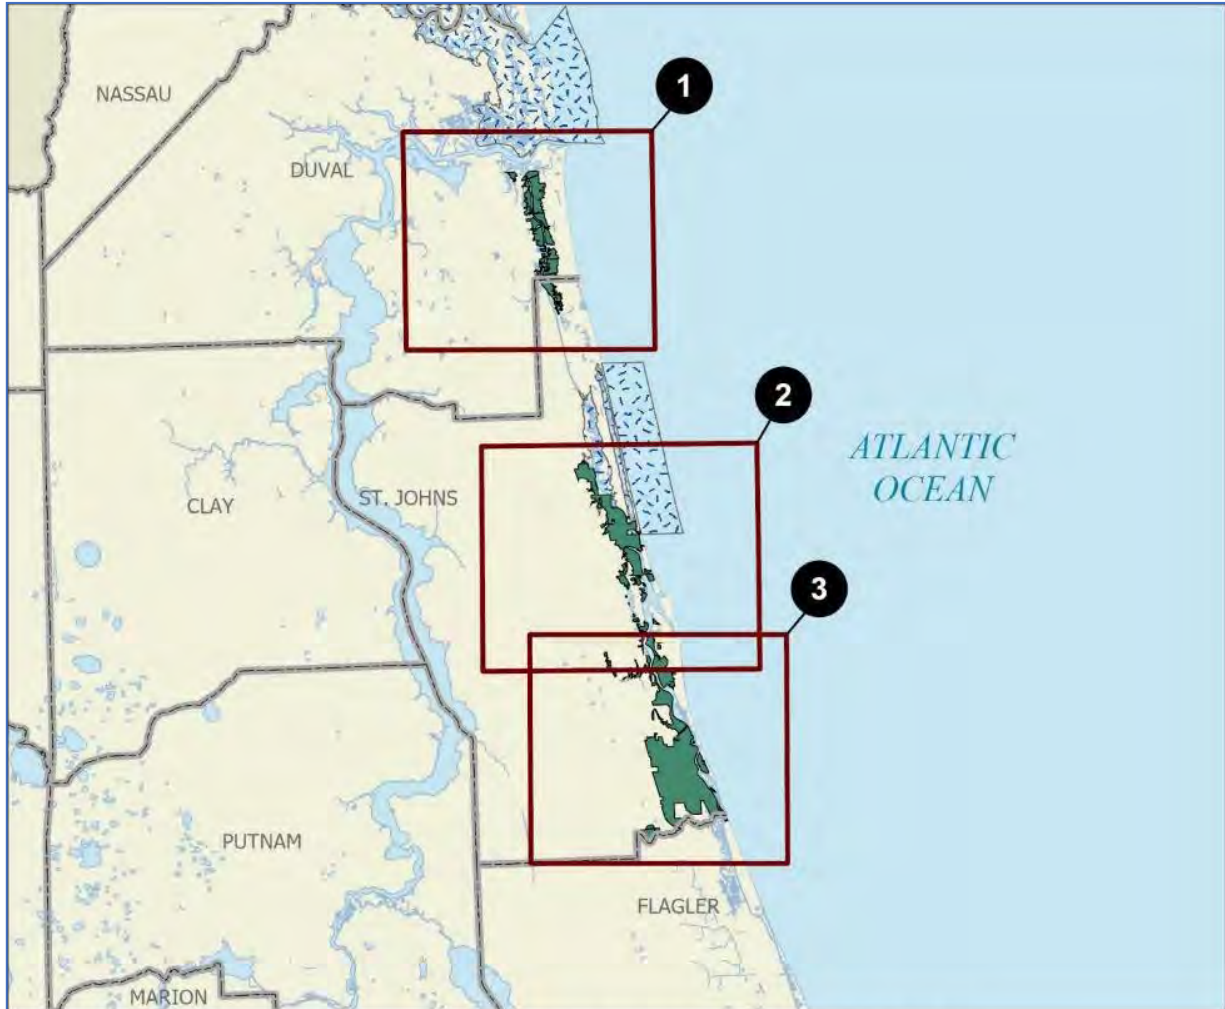 1
NASSAU
DUVAL
2
ATLANTIC
OCEAN
CLAY
ST. JOHNS
3
PUTNAM
FLAGLER
MARION